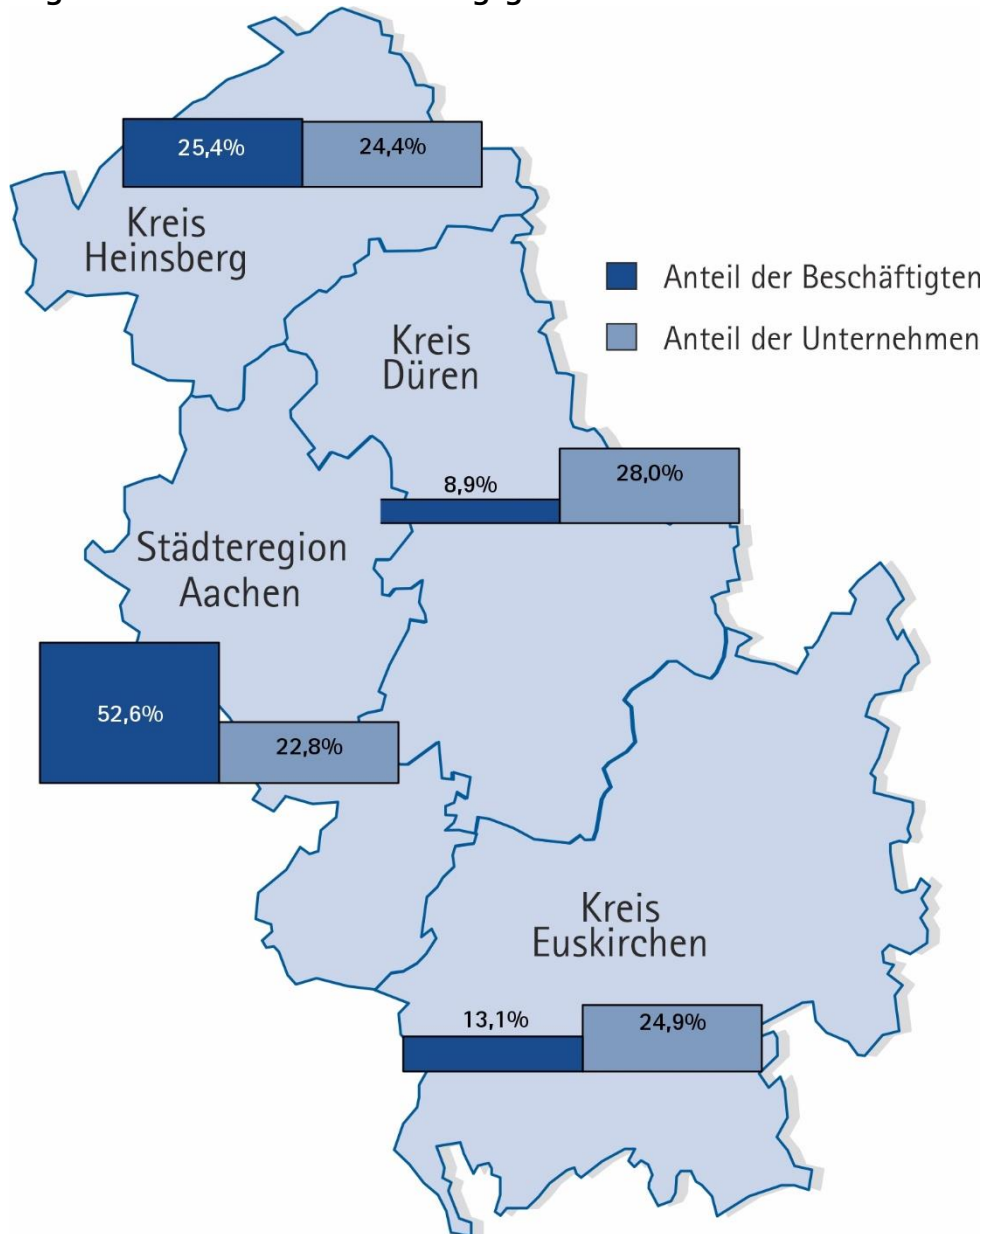 25,4%
24,4%
Kreis
Heinsberg
Anteil der Beschäftigten
Anteil der Unternehmen
Kreis
Düren
8,9%
28,0%
Städteregion
Aachen
52,6%
22,8%
Kreis
Euskirchen
13,1%
24,9%